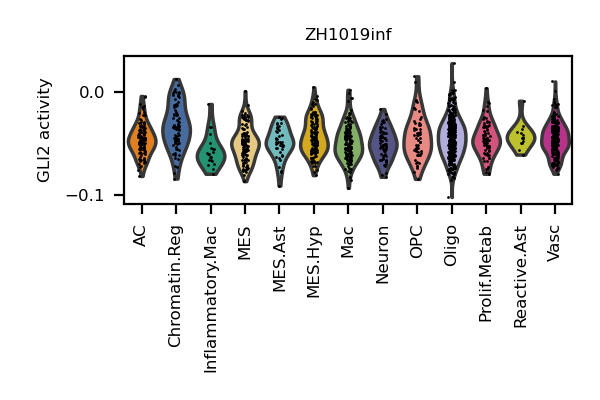 ZH1019inf
GLI2 activity
0.0
−0.1
AC
Chromatin.Reg
Inflammatory.Mac
MES
MES.Ast
MES.Hyp
Mac
Neuron
OPC
Oligo
Prolif.Metab
Reactive.Ast
Vasc